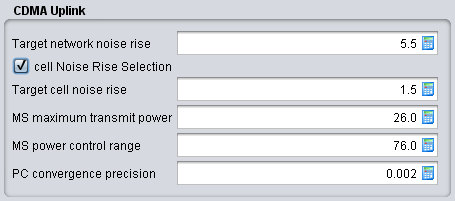 CDMA Uplink
Target network noise rise 5.5
cell Noise Rise Selection
Target cell noise rise 1.5
MS maximum transmit power 26.0
MS power control range 76.0
PC convergence precision 0.002